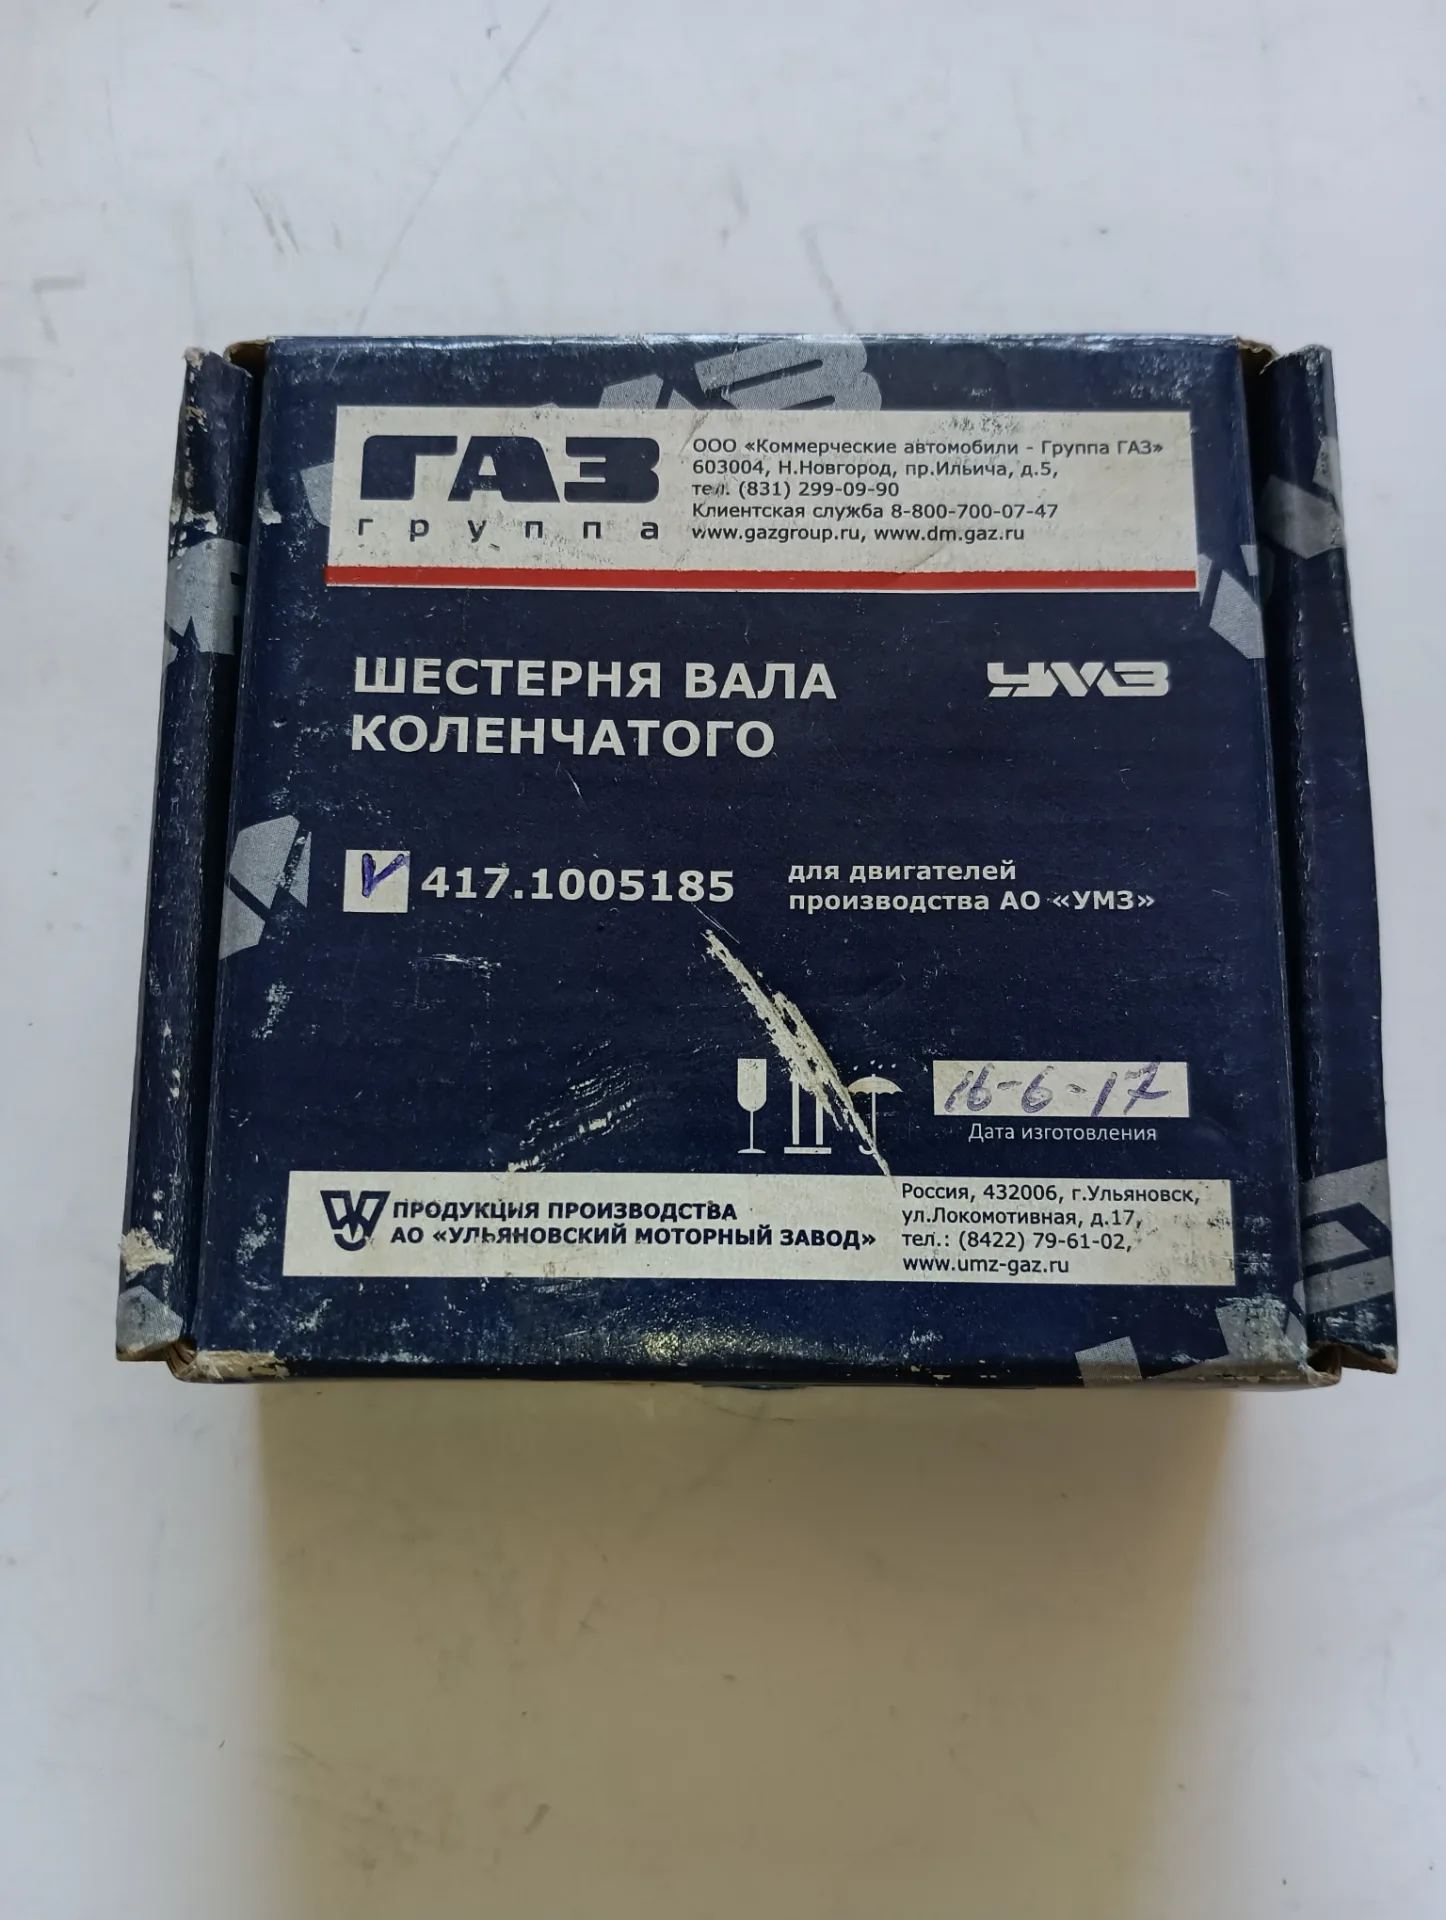 ГАЗ
группа
ООО «Коммерческие автомобили - Группа ГАЗ»
603004, Н.Новгород, пр.Ильича, д.5,
тел. (831) 299-09-90
Клиентская служба 8-800-700-07-47
www.gazgroup.ru, www.dm.gaz.ru
ШЕСТЕРНЯ ВАЛА
КОЛЕНЧАТОГО
УМЗ
417.1005185
для двигателей
производства АО «УМЗ»
16-6-17
Дата изготовления
ПРОДУКЦИЯ ПРОИЗВОДСТВА
АО «УЛЬЯНОВСКИЙ МОТОРНЫЙ ЗАВОД»
Россия, 432006, г.Ульяновск,
ул.Локомотивная, д.17,
тел.: (8422) 79-61-02,
www.umz-gaz.ru